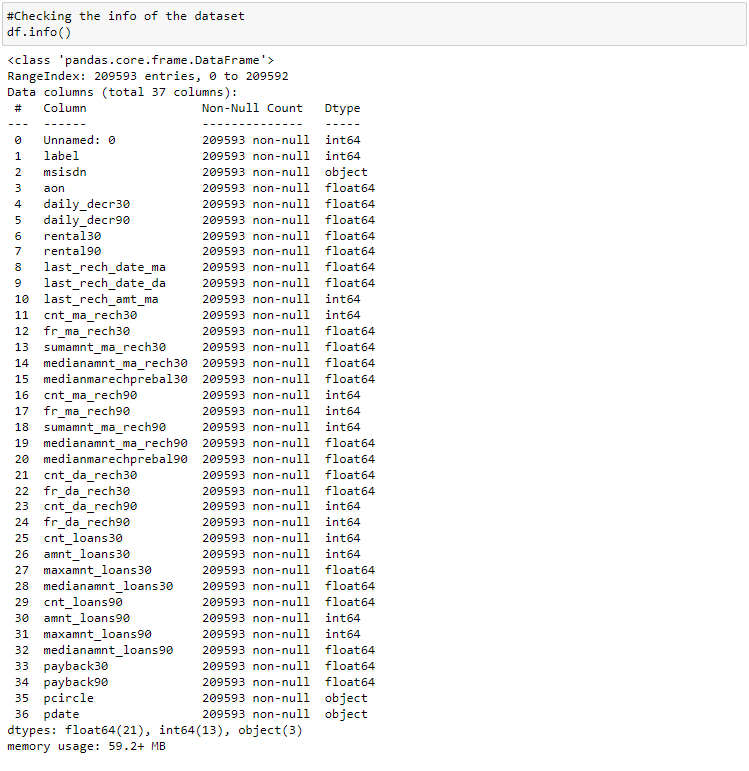 #Checking the info of the dataset
df.info()
<class 'pandas.core.frame.DataFrame'>
RangeIndex: 209593 entries, 0 to 209592
Data columns (total 37 columns):
 #   Column                Non-Null Count   Dtype
---  ------                --------------   -----
 0   Unnamed: 0            209593 non-null  int64
 1   label                 209593 non-null  int64
 2   msisdn                209593 non-null  object
 3   aon                   209593 non-null  float64
 4   daily_decr30          209593 non-null  float64
 5   daily_decr90          209593 non-null  float64
 6   rental30              209593 non-null  float64
 7   rental90              209593 non-null  float64
 8   last_rech_date_ma     209593 non-null  float64
 9   last_rech_date_da     209593 non-null  float64
 10  last_rech_amt_ma      209593 non-null  int64
 11  cnt_ma_rech30         209593 non-null  int64
 12  fr_ma_rech30          209593 non-null  float64
 13  sumamnt_ma_rech30     209593 non-null  float64
 14  medianamnt_ma_rech30  209593 non-null  float64
 15  medianmarechprebal30  209593 non-null  float64
 16  cnt_ma_rech90         209593 non-null  int64
 17  fr_ma_rech90          209593 non-null  int64
 18  sumamnt_ma_rech90     209593 non-null  int64
 19  medianamnt_ma_rech90  209593 non-null  float64
 20  medianmarechprebal90  209593 non-null  float64
 21  cnt_da_rech30         209593 non-null  float64
 22  fr_da_rech30          209593 non-null  float64
 23  cnt_da_rech90         209593 non-null  int64
 24  fr_da_rech90          209593 non-null  int64
 25  cnt_loans30           209593 non-null  int64
 26  amnt_loans30          209593 non-null  int64
 27  maxamnt_loans30       209593 non-null  float64
 28  medianamnt_loans30    209593 non-null  float64
 29  cnt_loans90           209593 non-null  float64
 30  amnt_loans90          209593 non-null  int64
 31  maxamnt_loans90       209593 non-null  int64
 32  medianamnt_loans90    209593 non-null  float64
 33  payback30             209593 non-null  float64
 34  payback90             209593 non-null  float64
 35  pcircle               209593 non-null  object
 36  pdate                 209593 non-null  object
dtypes: float64(21), int64(13), object(3)
memory usage: 59.2+ MB